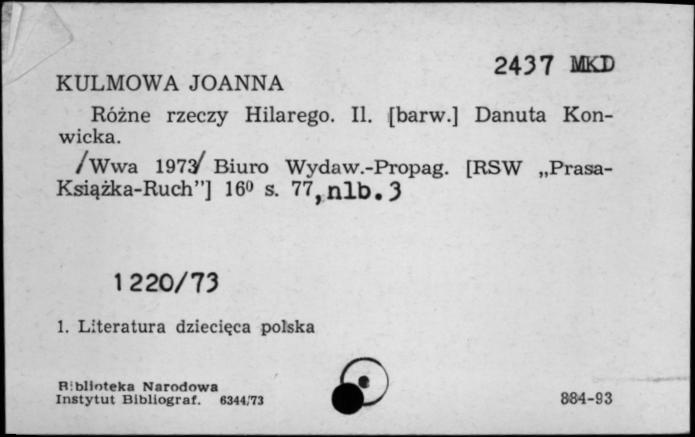 2437 MKD
KULMOWA JOANNA
Różne rzeczy Hilarego. Il. [barw.] Danuta Kon-
wicka.
/Wwa 1973/ Biuro Wydaw.-Propag. [RSW „Prasa-
Książka-Ruch”] 16⁰ s. 77, nlb. 3
1220/73
1. Literatura dziecięca polska
Biblioteka Narodowa
Instytut Bibliograf. 6344/73
884-93